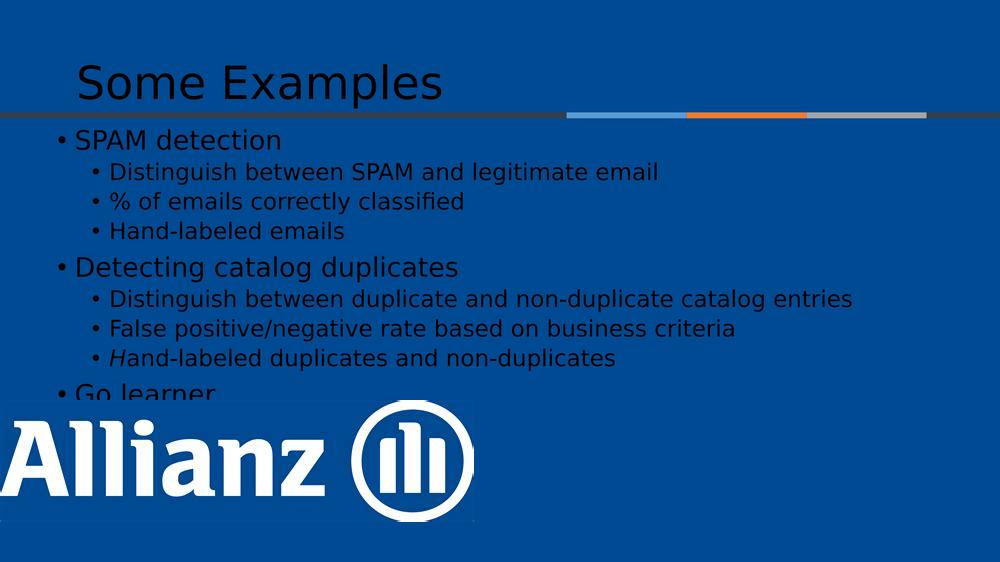 Some Examples
• SPAM detection
• Distinguish between SPAM and legitimate email
• % of emails correctly classified
• Hand-labeled emails
• Detecting catalog duplicates
• Distinguish between duplicate and non-duplicate catalog entries
• False positive/negative rate based on business criteria
• Hand-labeled duplicates and non-duplicates
• Go learner
Allianz